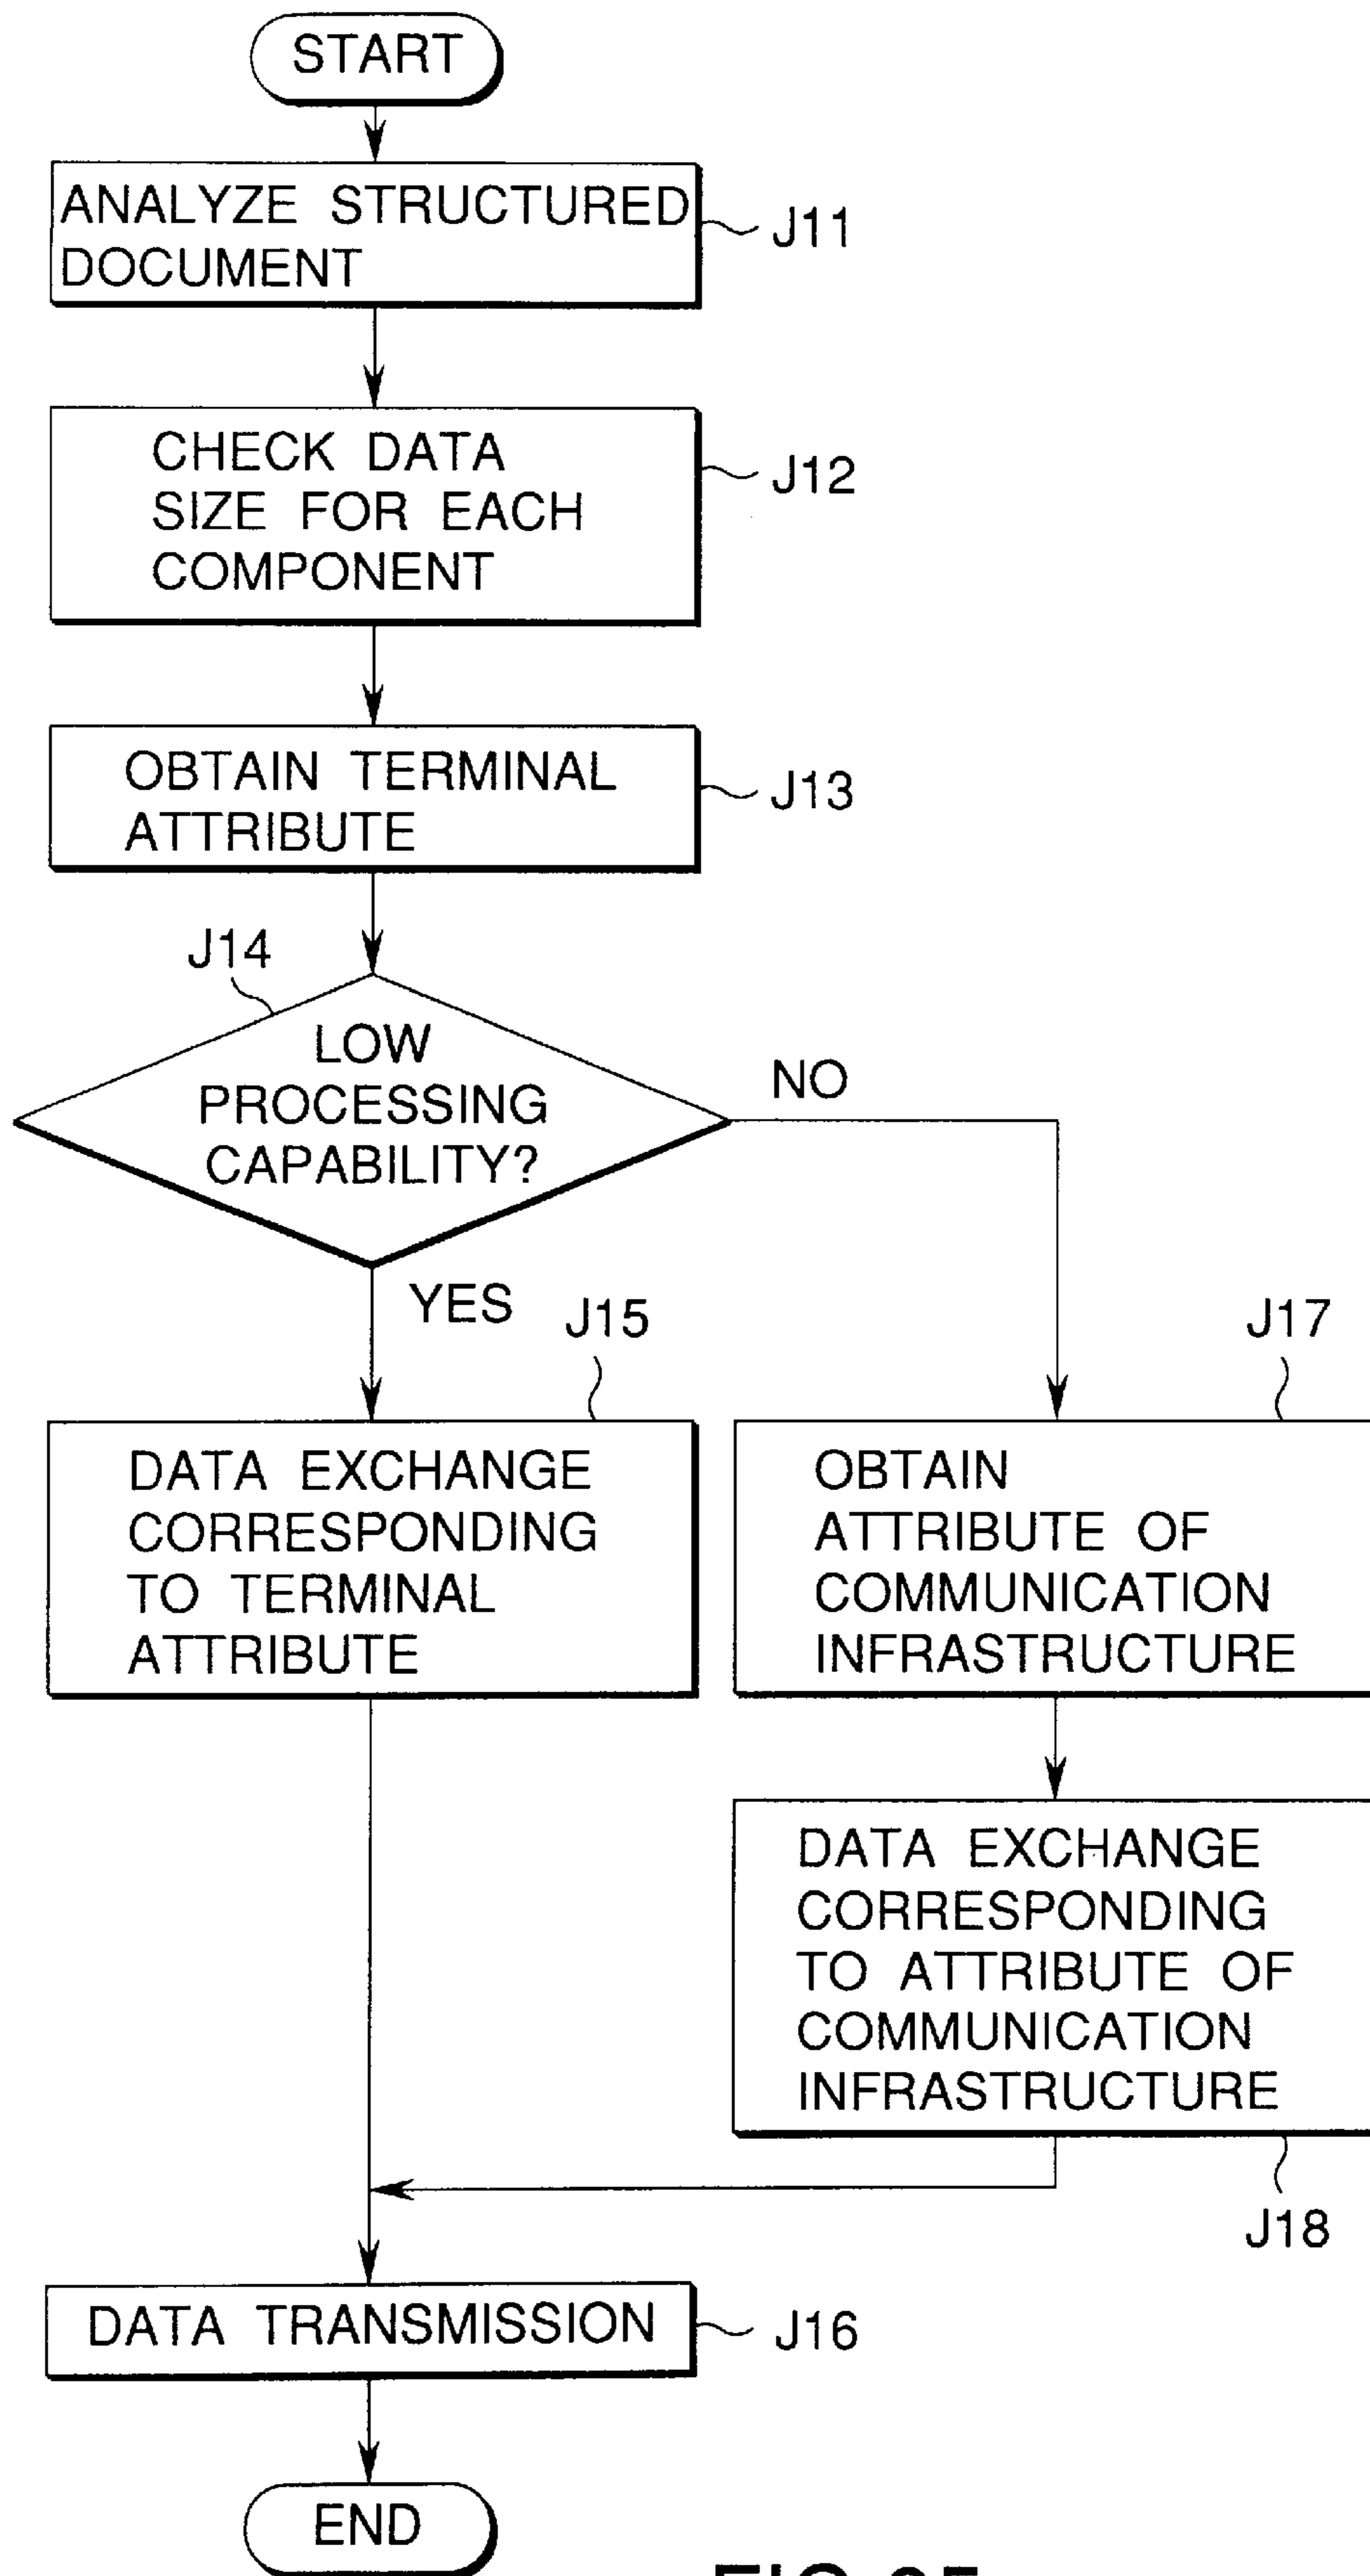 START
ANALYZE STRUCTURED
DOCUMENT
J11
CHECK DATA
SIZE FOR EACH
COMPONENT
J12
OBTAIN TERMINAL
ATTRIBUTE
J13
J14
LOW
PROCESSING
CAPABILITY?
NO
YES
J15
DATA EXCHANGE
CORRESPONDING
TO TERMINAL
ATTRIBUTE
J17
OBTAIN
ATTRIBUTE OF
COMMUNICATION
INFRASTRUCTURE
DATA EXCHANGE
CORRESPONDING
TO ATTRIBUTE OF
COMMUNICATION
INFRASTRUCTURE
J18
DATA TRANSMISSION
J16
END